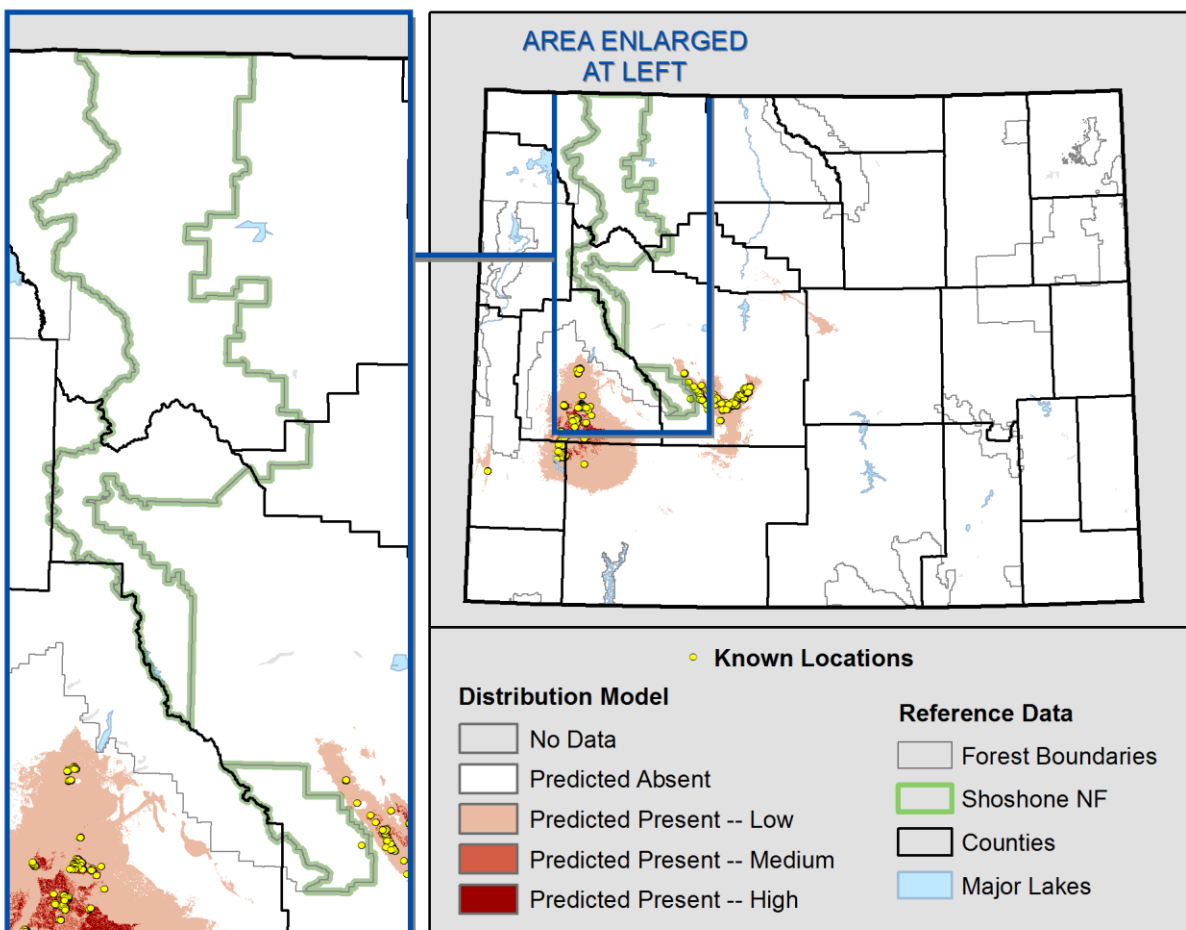 AREA ENLARGED
AT LEFT
Known Locations
Distribution Model
No Data
Predicted Absent
Predicted Present -- Low
Predicted Present -- Medium
Predicted Present -- High
Reference Data
Forest Boundaries
Shoshone NF
Counties
Major Lakes